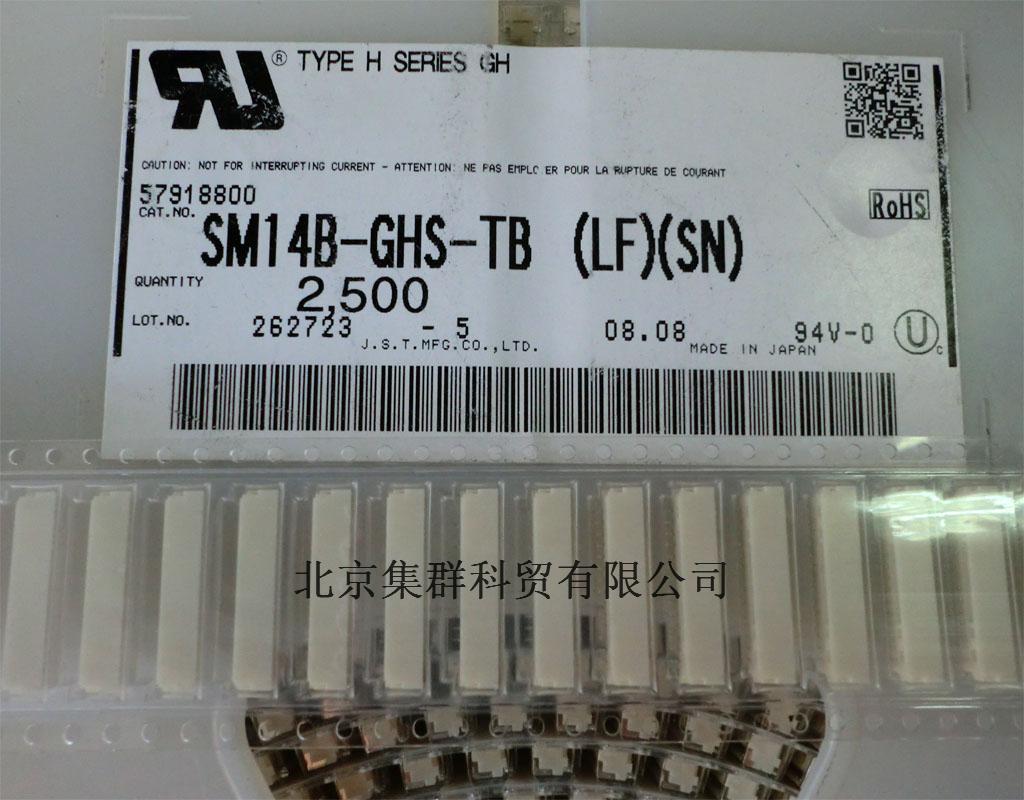 ® TYPE H SERIES GH
CAUTION: NOT FOR INTERRUPTING CURRENT - ATTENTION: NE PAS EMPLO ER POUR LA RUPTURE DE COURANT
57918800
RoHS
CAT.NO. SM14B-GHS-TB (LF)(SN)
QUANTITY 2,500
LOT.NO. 262723 - 5 08.08 94V-0 U c
J.S.T.MFG.CO.,LTD. MADE IN JAPAN
北京集群科贸有限公司